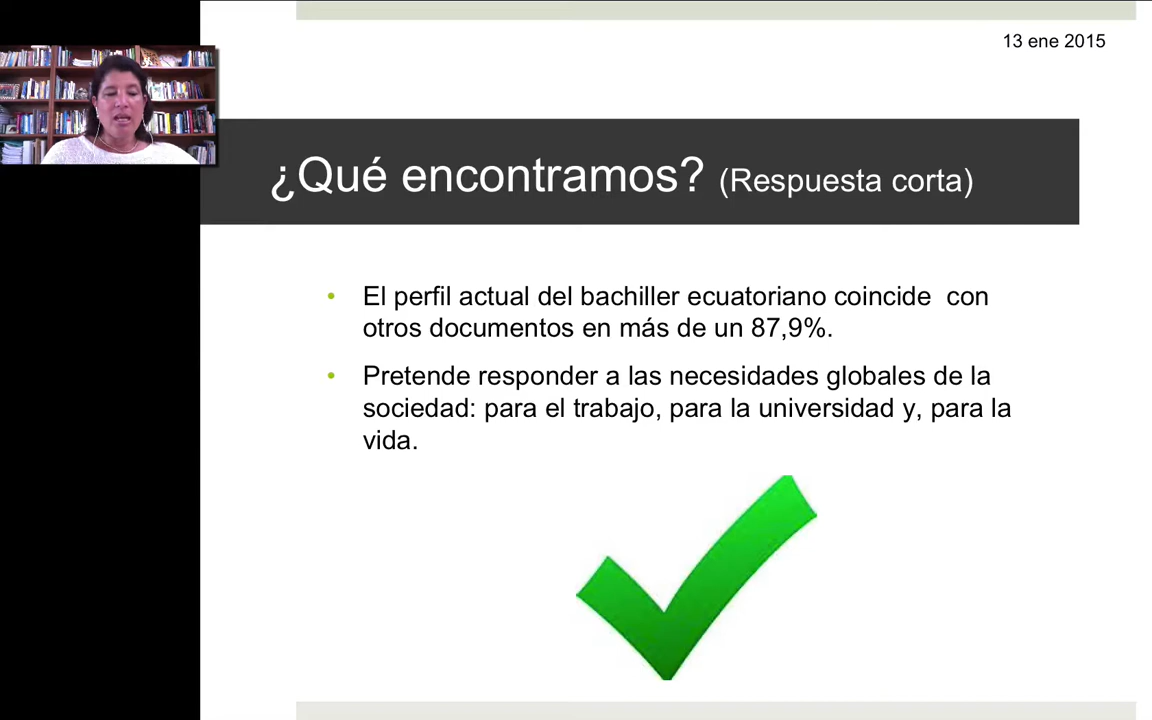 13 ene 2015
¿Qué encontramos? (Respuesta corta)
• El perfil actual del bachiller ecuatoriano coincide  con
otros documentos en más de un 87,9%.
• Pretende responder a las necesidades globales de la
sociedad: para el trabajo, para la universidad y, para la
vida.